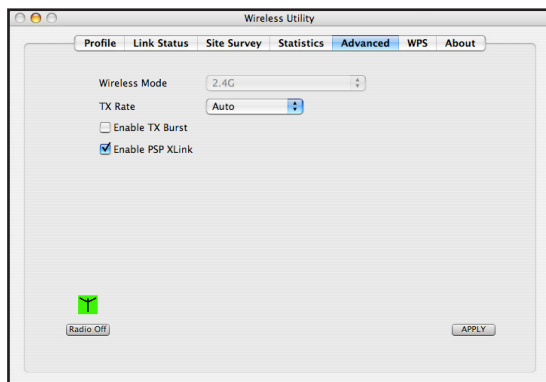 Wireless Utility
Profile Link Status Site Survey Statistics Advanced WPS About
Wireless Mode 2.4G
TX Rate Auto
Enable TX Burst
Enable PSP XLink
Radio Off APPLY